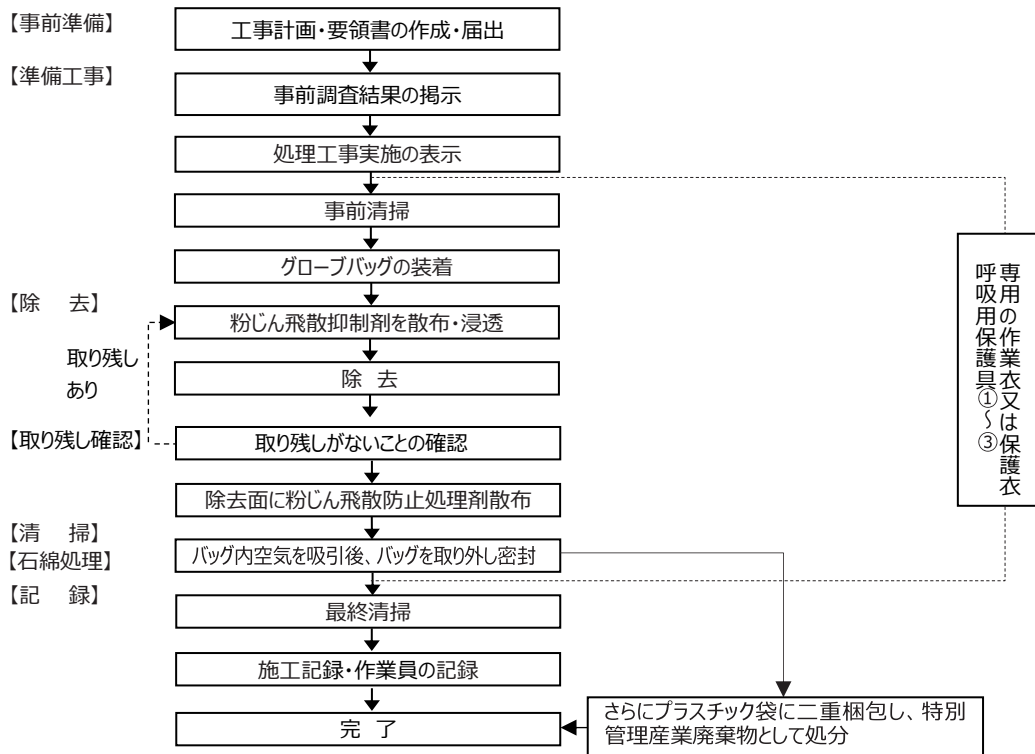 【事前準備】
工事計画・要領書の作成・届出
【準備工事】
事前調査結果の掲示
処理工事実施の表示
事前清掃
グローブバッグの装着
【除　去】
粉じん飛散抑制剤を散布・浸透
取り残し
あり
除 去
【取り残し確認】
取り残しがないことの確認
除去面に粉じん飛散防止処理剤散布
【清　掃】
【石綿処理】
バッグ内空気を吸引後、バッグを取り外し密封
【記　録】
最終清掃
施工記録・作業員の記録
完 了
さらにプラスチック袋に二重梱包し、特別
管理産業廃棄物として処分
専用の作業衣又は保護衣
呼吸用保護具①～③